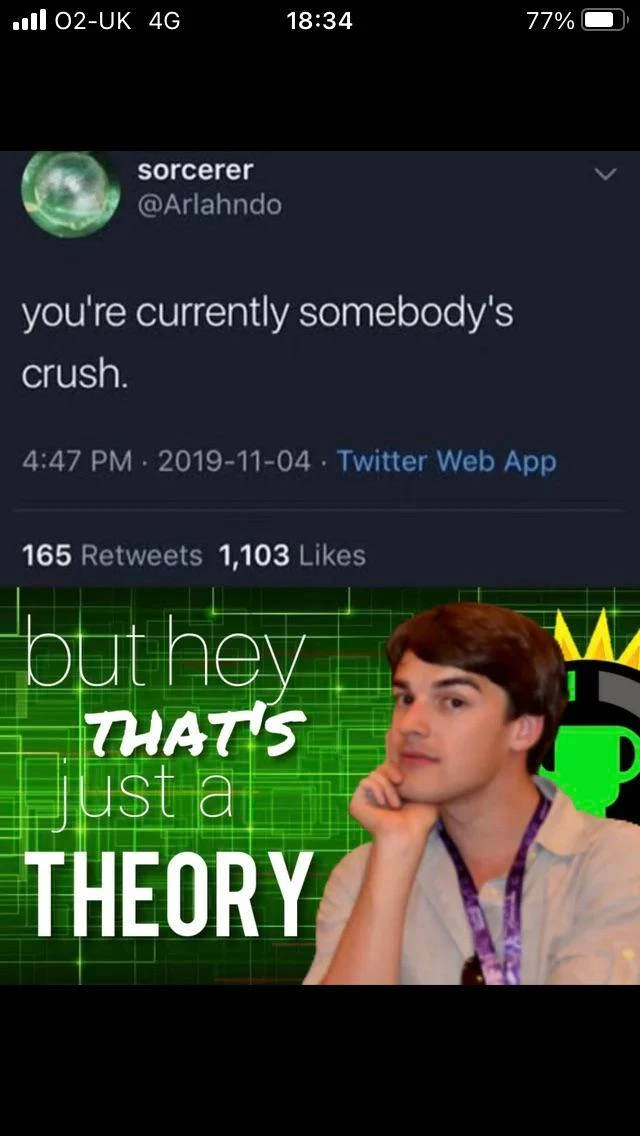 O2-UK 4G 18:34 77%
sorcerer
@Arlahndo
you're currently somebody's
crush.
4:47 PM · 2019-11-04 · Twitter Web App
165 Retweets 1,103 Likes
but hey
THAT'S
just a
THEORY